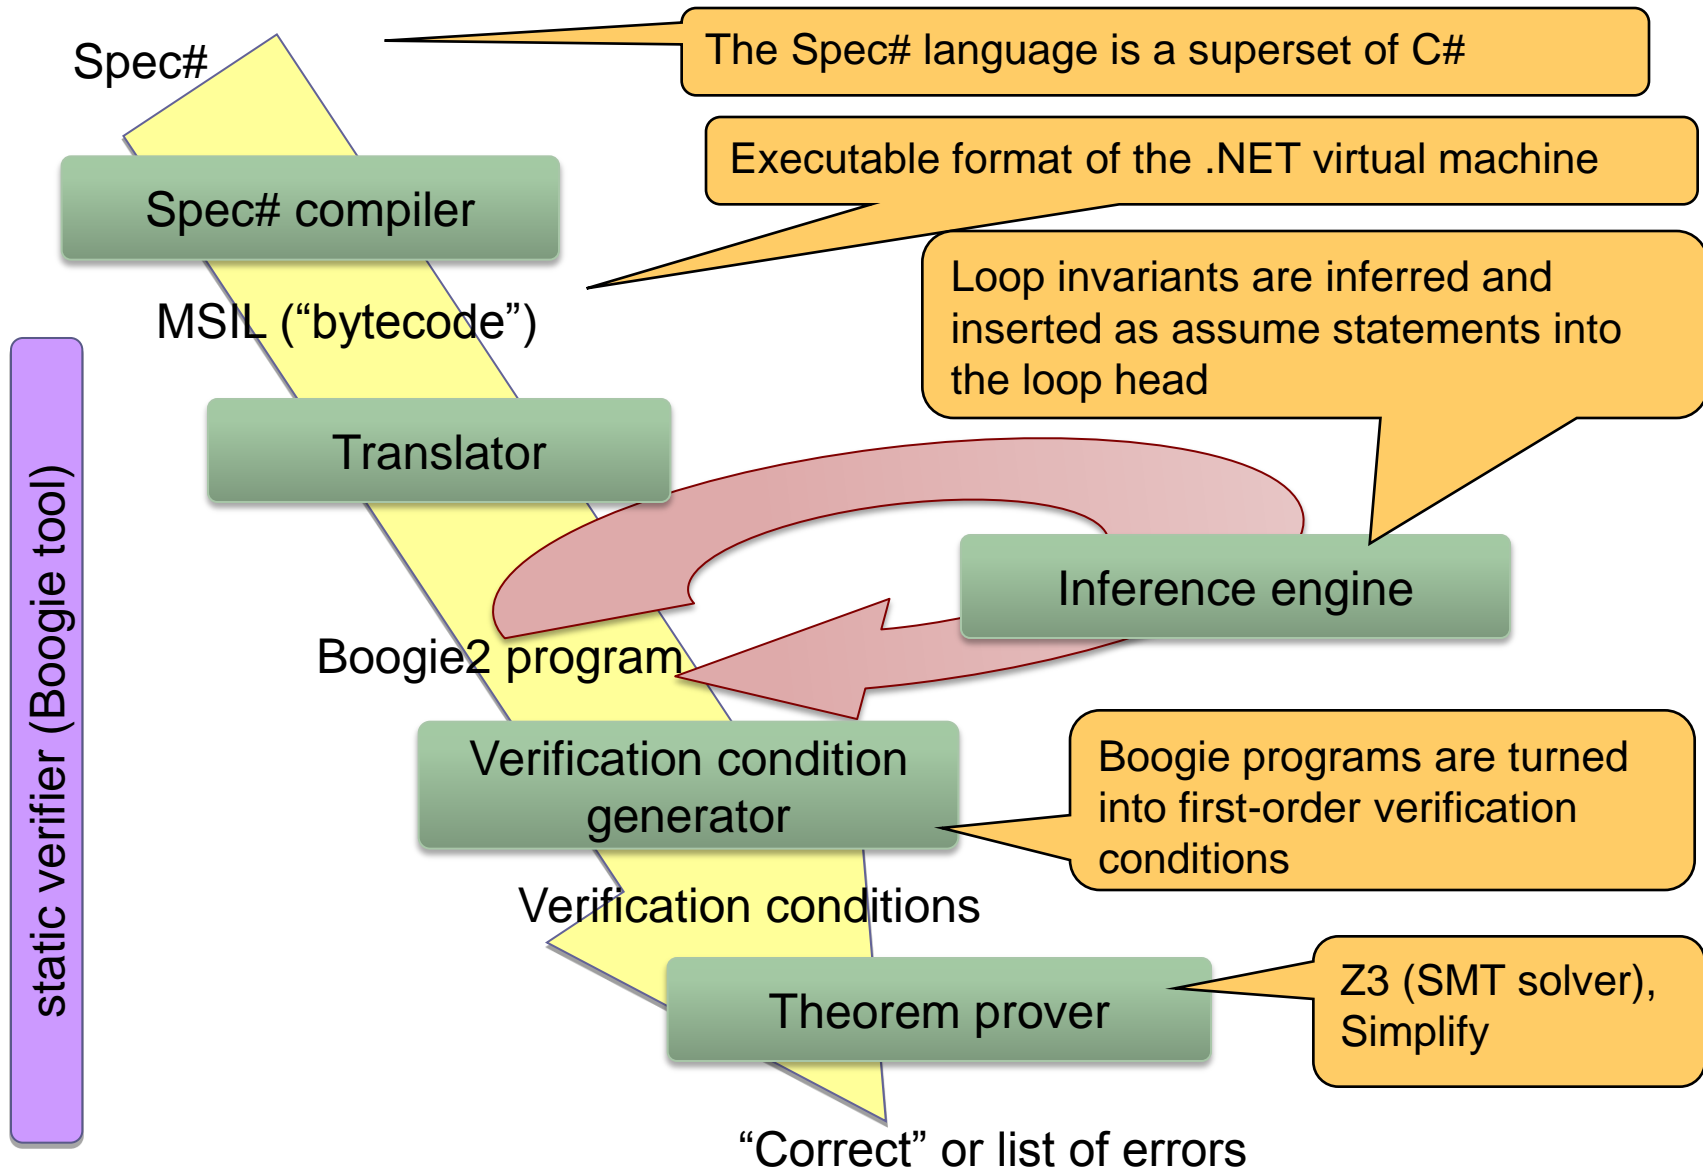 Spec#
The Spec# language is a superset of C#
Executable format of the .NET virtual machine
Spec# compiler
Loop invariants are inferred and
inserted as assume statements into
the loop head
MSIL (“bytecode”)
static verifier (Boogie tool)
Translator
Inference engine
Boogie2 program
Verification condition
generator
Boogie programs are turned
into first-order verification
conditions
Verification conditions
Theorem prover
Z3 (SMT solver),
Simplify
“Correct” or list of errors